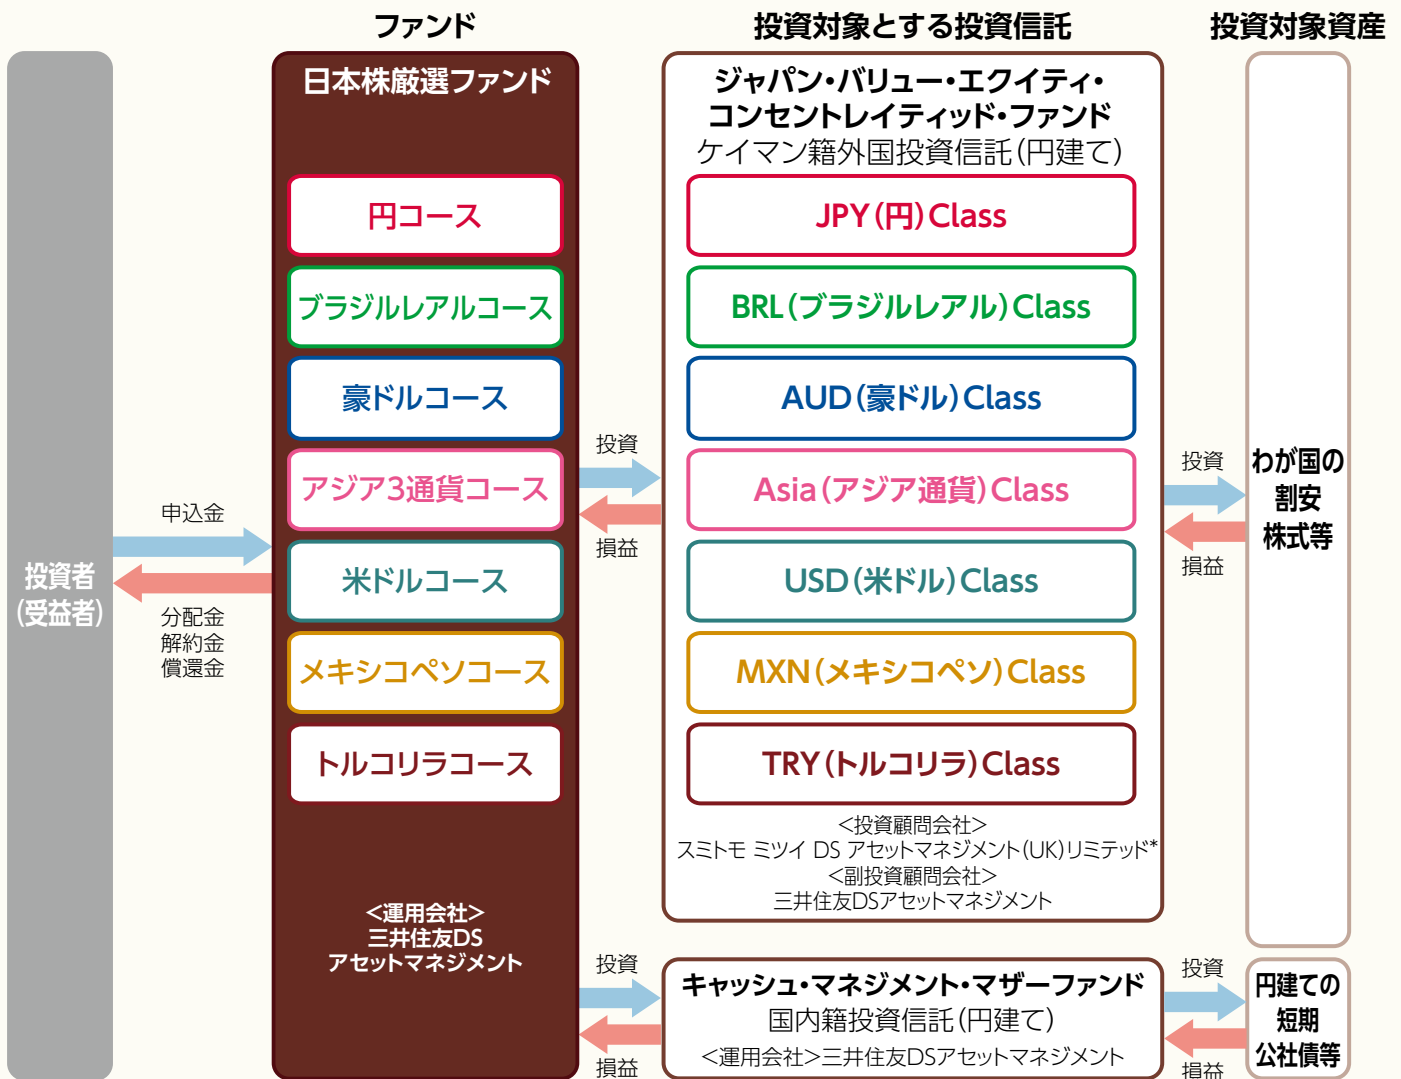 ファンド
投資対象とする投資信託
投資対象資産
投資者
(受益者)
申込金
分配金
解約金
償還金
日本株厳選ファンド
円コース
ブラジルレアルコース
豪ドルコース
アジア3通貨コース
米ドルコース
メキシコペソコース
トルコリラコース
<運用会社>
三井住友DS
アセットマネジメント
投資
損益
ジャパン・バリュー・エクイティ・
コンセントレイティッド・ファンド
ケイマン籍外国投資信託(円建て)
JPY(円)Class
BRL(ブラジルレアル)Class
AUD(豪ドル)Class
Asia(アジア通貨)Class
USD(米ドル)Class
MXN(メキシコペソ)Class
TRY(トルコリラ)Class
<投資顧問会社>
スミトモ ミツイ DS アセットマネジメント(UK)リミテッド*
<副投資顧問会社>
三井住友DSアセットマネジメント
投資
損益
わが国の
割安
株式等
投資
損益
キャッシュ・マネジメント・マザーファンド
国内籍投資信託(円建て)
<運用会社>三井住友DSアセットマネジメント
投資
損益
円建ての
短期
公社債等